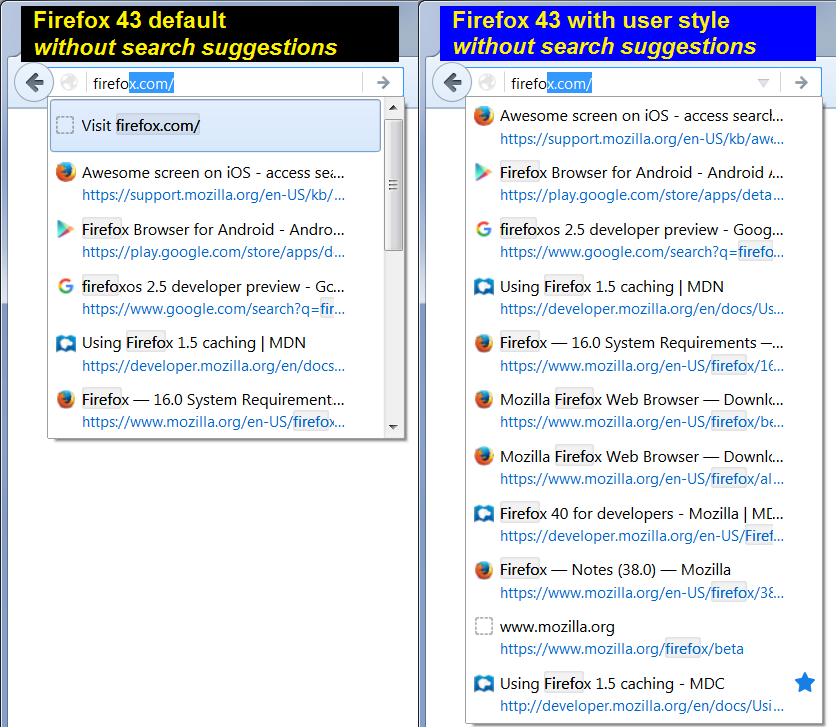 Firefox 43 default
without search suggestions
firefox.com/
Visit firefox.com/
Awesome screen on iOS - access sea...
https://support.mozilla.org/en-US/kb/...
Firefox Browser for Android - Andro...
https://play.google.com/store/apps/d...
firefoxos 2.5 developer preview - Go...
https://www.google.com/search?q=fir...
Using Firefox 1.5 caching | MDN
https://developer.mozilla.org/en/docs...
Firefox — 16.0 System Requirement...
https://www.mozilla.org/en-US/firefox...
Firefox 43 with user style
without search suggestions
firefox.com/
Awesome screen on iOS - access searc...
https://support.mozilla.org/en-US/kb/awe...
Firefox Browser for Android - Android A...
https://play.google.com/store/apps/deta...
firefoxos 2.5 developer preview - Goog...
https://www.google.com/search?q=firefo...
Using Firefox 1.5 caching | MDN
https://developer.mozilla.org/en/docs/Us...
Firefox — 16.0 System Requirements —...
https://www.mozilla.org/en-US/firefox/16...
Mozilla Firefox Web Browser — Downlo...
https://www.mozilla.org/en-US/firefox/be...
Mozilla Firefox Web Browser — Downlo...
https://www.mozilla.org/en-US/firefox/al...
Firefox 40 for developers - Mozilla | MD...
https://developer.mozilla.org/en-US/Firef...
Firefox — Notes (38.0) — Mozilla
https://www.mozilla.org/en-US/firefox/38...
www.mozilla.org
https://www.mozilla.org/firefox/beta
Using Firefox 1.5 caching - MDC
http://developer.mozilla.org/en/docs/Usi...